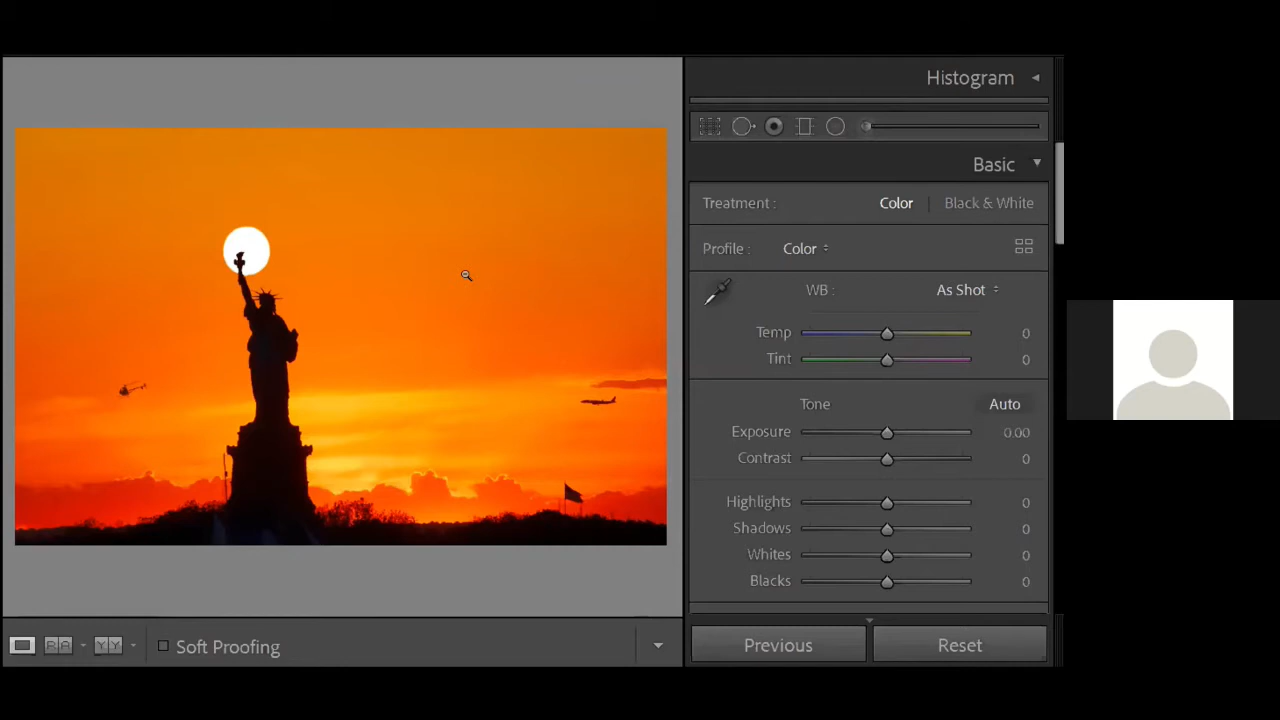 Histogram
Basic
Treatment : Color Black & White
Profile : Color
WB : As Shot
Temp 0
Tint 0
Tone Auto
Exposure 0.00
Contrast 0
Highlights 0
Shadows 0
Whites 0
Blacks 0
R A Y Y Soft Proofing Previous Reset